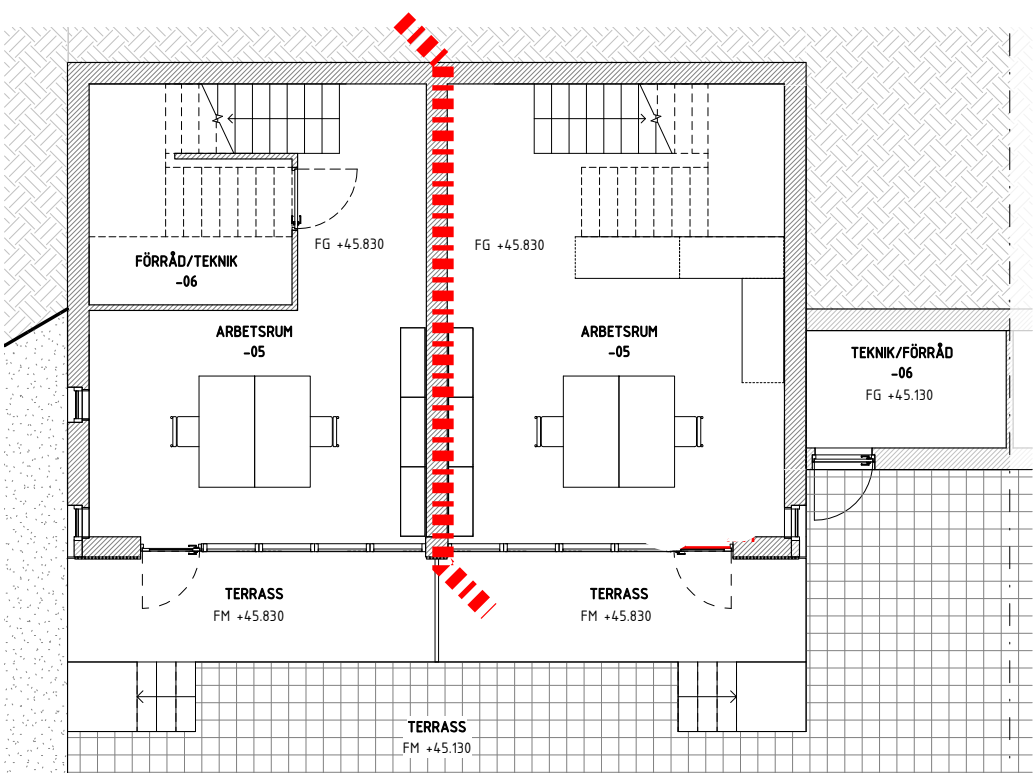 FG +45.830
FG +45.830
FÖRRÅD/TEKNIK
-06
ARBETSRUM
-05
ARBETSRUM
-05
TEKNIK/FÖRRÅD
-06
FG +45.130
TERRASS
FM +45.830
TERRASS
FM +45.830
TERRASS
FM +45.130